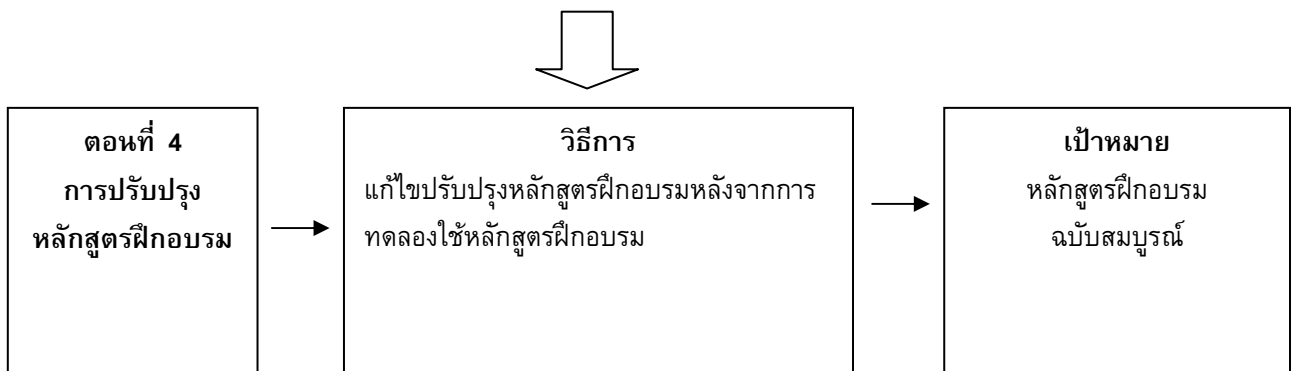 ตอนที่ 4
การปรับปรุง
หลักสูตรฝึกอบรม
วิธีการ
แก้ไขปรับปรุงหลักสูตรฝึกอบรมหลังจากการ
ทดลองใช้หลักสูตรฝึกอบรม
เป้าหมาย
หลักสูตรฝึกอบรม
ฉบับสมบูรณ์